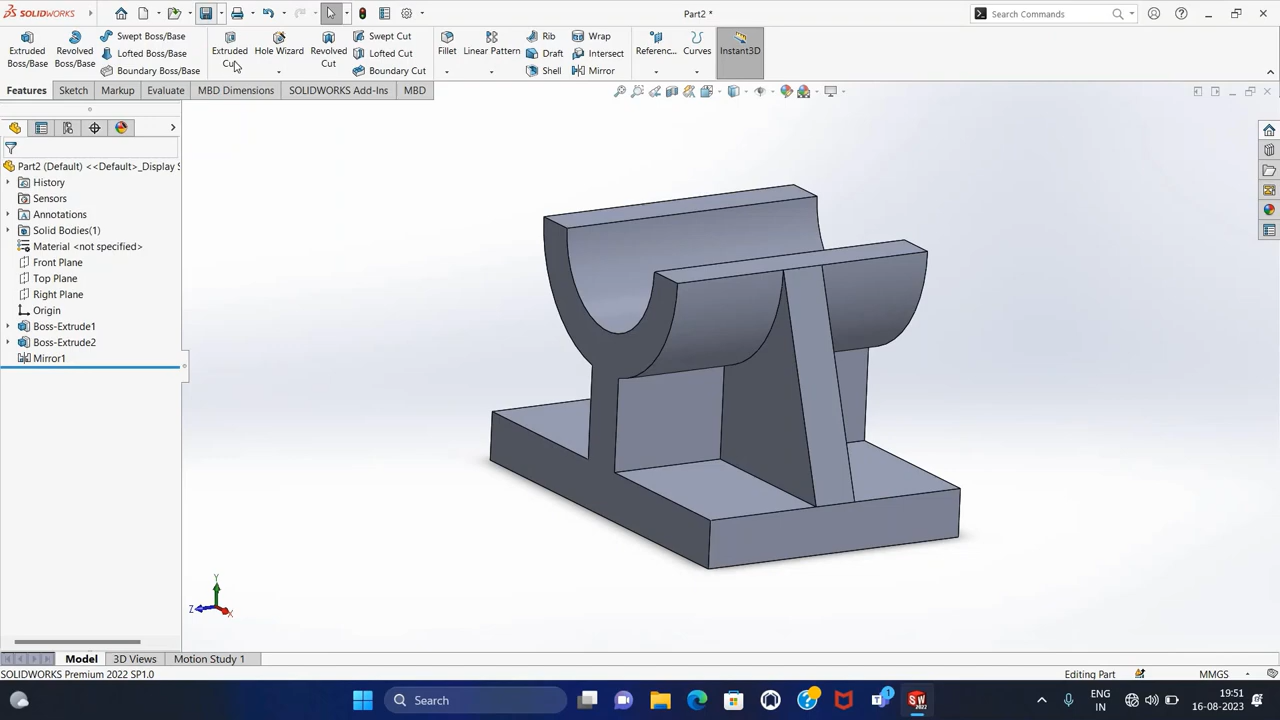 SOLIDWORKS
Part2 *
Search Commands
Extruded Boss/Base
Revolved Boss/Base
Swept Boss/Base
Lofted Boss/Base
Boundary Boss/Base
Extruded Cut
Hole Wizard
Revolved Cut
Swept Cut
Lofted Cut
Boundary Cut
Fillet
Linear Pattern
Rib
Draft
Shell
Wrap
Intersect
Mirror
Referenc...
Curves
Instant3D
Features
Sketch
Markup
Evaluate
MBD Dimensions
SOLIDWORKS Add-Ins
MBD
Part2 (Default) <<Default>_Display S
History
Sensors
Annotations
Solid Bodies(1)
Material <not specified>
Front Plane
Top Plane
Right Plane
Origin
Boss-Extrude1
Boss-Extrude2
Mirror1
Y
Z
X
Model
3D Views
Motion Study 1
SOLIDWORKS Premium 2022 SP1.0
Editing Part
MMGS
Search
ENG
IN
19:51
16-08-2023